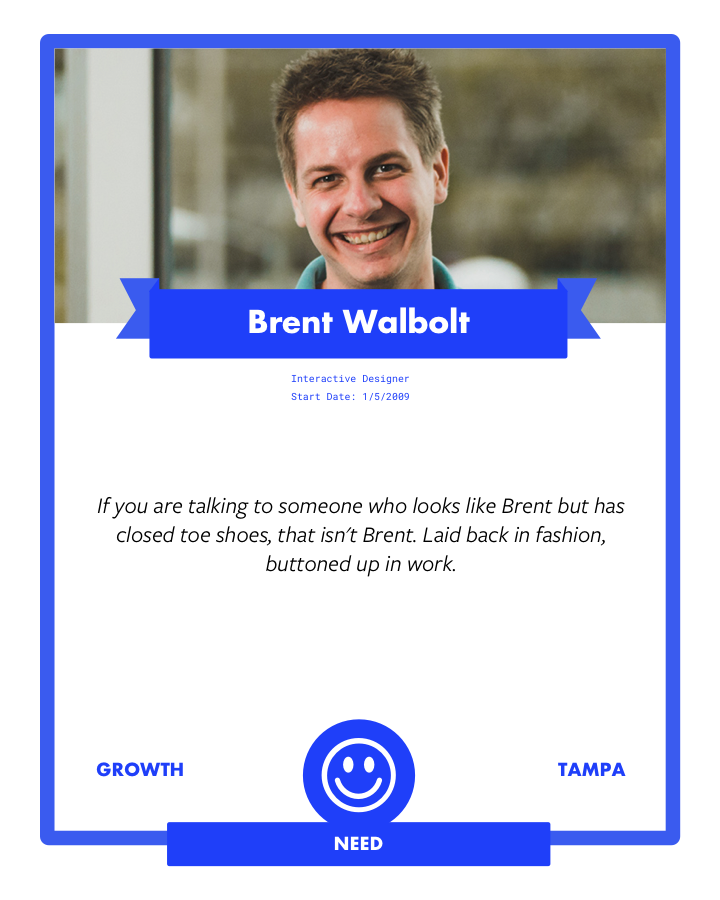 Brent Walbolt
Interactive Designer
Start Date: 1/5/2009
If you are talking to someone who looks like Brent but has
closed toe shoes, that isn't Brent. Laid back in fashion,
buttoned up in work.
GROWTH
TAMPA
NEED